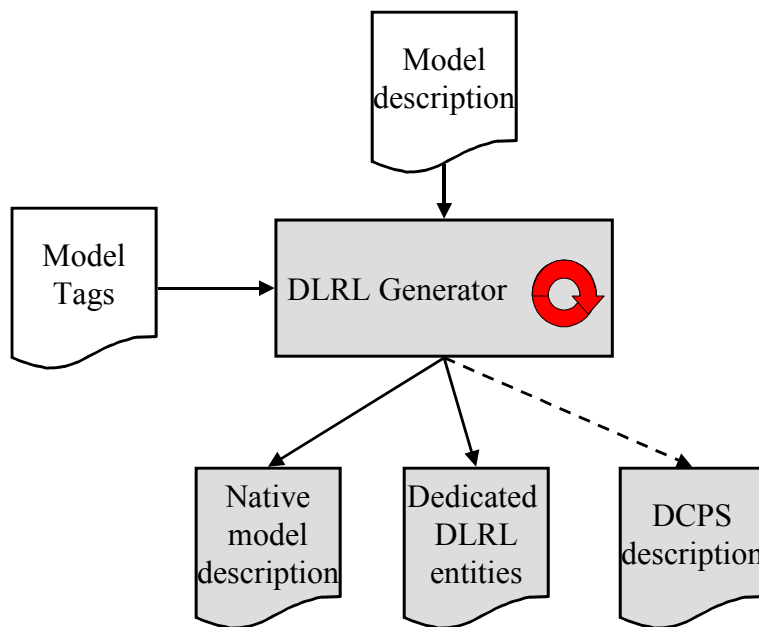 Model
description
Model
Tags
DLRL Generator
Native
model
description
Dedicated
DLRL
entities
DCPS
description